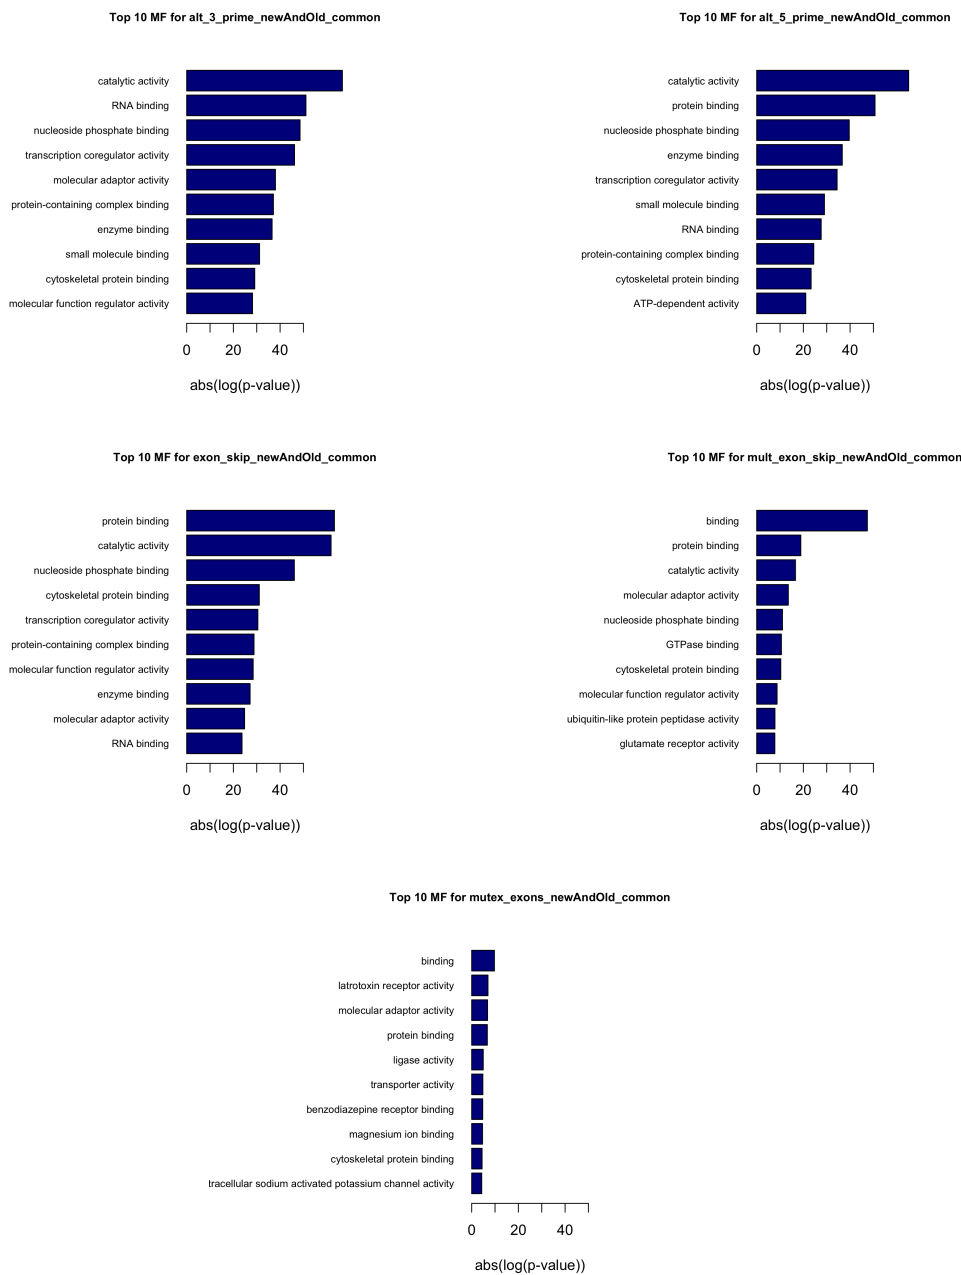 Top 10 MF for alt_3_prime_newAndOld_common
catalytic activity
RNA binding
nucleoside phosphate binding
transcription coregulator activity
molecular adaptor activity
protein-containing complex binding
enzyme binding
small molecule binding
cytoskeletal protein binding
molecular function regulator activity
0 20 40
abs(log(p-value))
Top 10 MF for alt_5_prime_newAndOld_common
catalytic activity
protein binding
nucleoside phosphate binding
enzyme binding
transcription coregulator activity
small molecule binding
RNA binding
protein-containing complex binding
cytoskeletal protein binding
ATP-dependent activity
0 20 40
abs(log(p-value))
Top 10 MF for exon_skip_newAndOld_common
protein binding
catalytic activity
nucleoside phosphate binding
cytoskeletal protein binding
transcription coregulator activity
protein-containing complex binding
molecular function regulator activity
enzyme binding
molecular adaptor activity
RNA binding
0 20 40
abs(log(p-value))
Top 10 MF for mult_exon_skip_newAndOld_common
binding
protein binding
catalytic activity
molecular adaptor activity
nucleoside phosphate binding
GTPase binding
cytoskeletal protein binding
molecular function regulator activity
ubiquitin-like protein peptidase activity
glutamate receptor activity
0 20 40
abs(log(p-value))
Top 10 MF for mutex_exons_newAndOld_common
binding
latrotoxin receptor activity
molecular adaptor activity
protein binding
ligase activity
transporter activity
benzodiazepine receptor binding
magnesium ion binding
cytoskeletal protein binding
tracellular sodium activated potassium channel activity
0 20 40
abs(log(p-value))